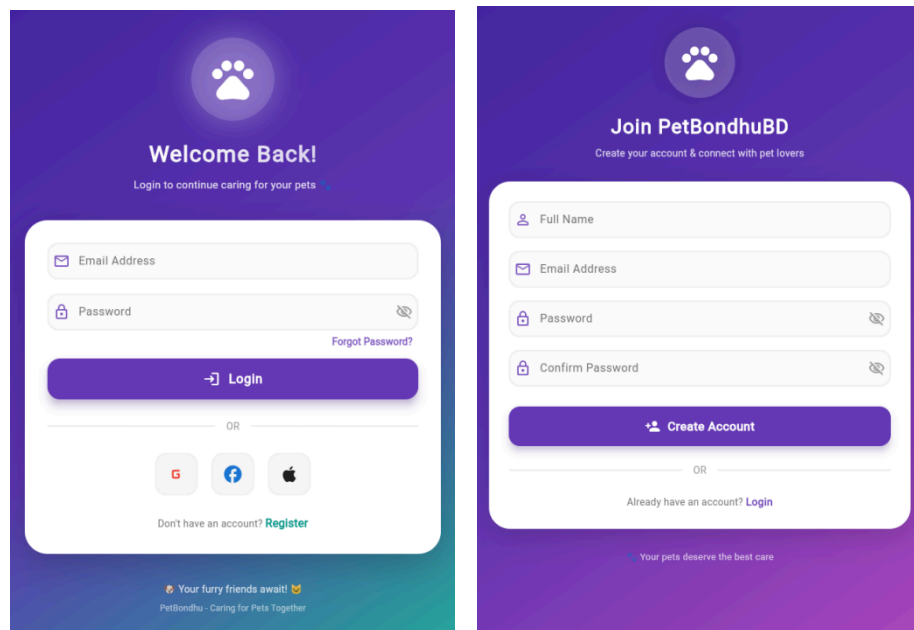 Welcome Back!
Login to continue caring for your pets 🐾
Email Address
Password
Forgot Password?
Login
OR
G
Don't have an account? Register
🐶 Your furry friends await! 🐱
PetBondhu - Caring for Pets Together
Join PetBondhuBD
Create your account & connect with pet lovers
Full Name
Email Address
Password
Confirm Password
Create Account
OR
Already have an account? Login
🐾 Your pets deserve the best care